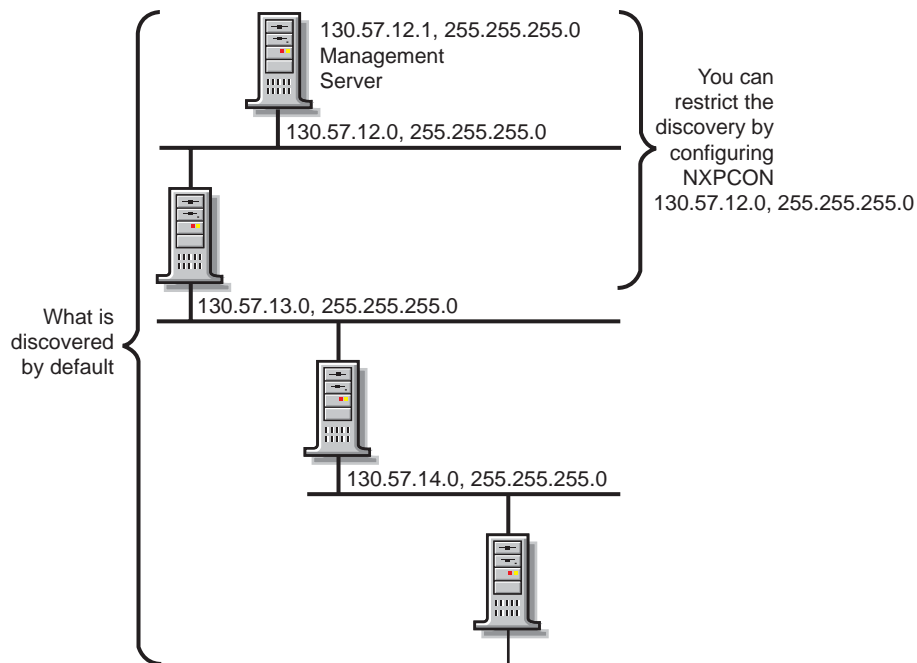 130.57.12.1, 255.255.255.0
Management
Server
You can
restrict the
discovery by
configuring
NXPCON
130.57.12.0, 255.255.255.0
130.57.12.0, 255.255.255.0
130.57.13.0, 255.255.255.0
What is
discovered
by default
130.57.14.0, 255.255.255.0